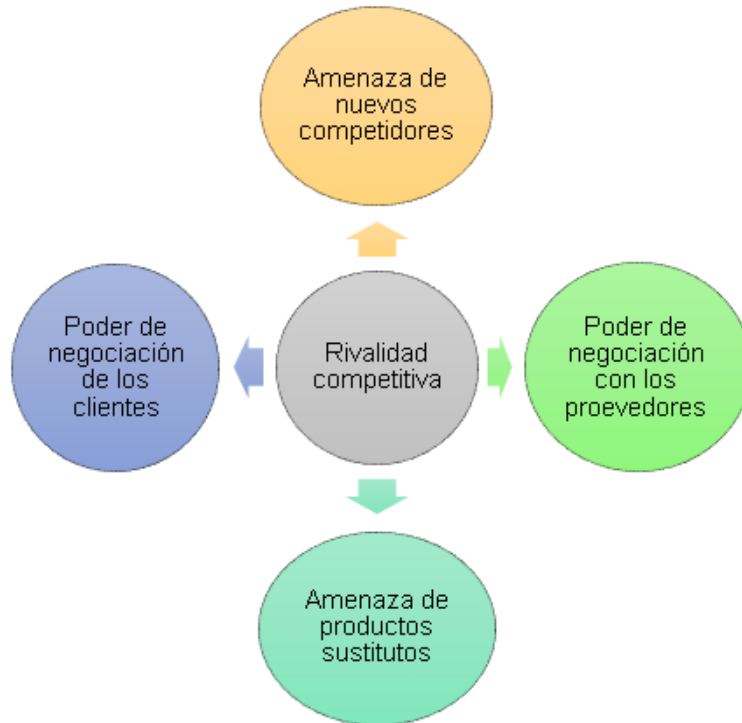 Amenaza de
nuevos
competidores
Poder de
negociación
de los
clientes
Rivalidad
competitiva
Poder de
negociación
con los
proevedores
Amenaza de
productos
sustitutos